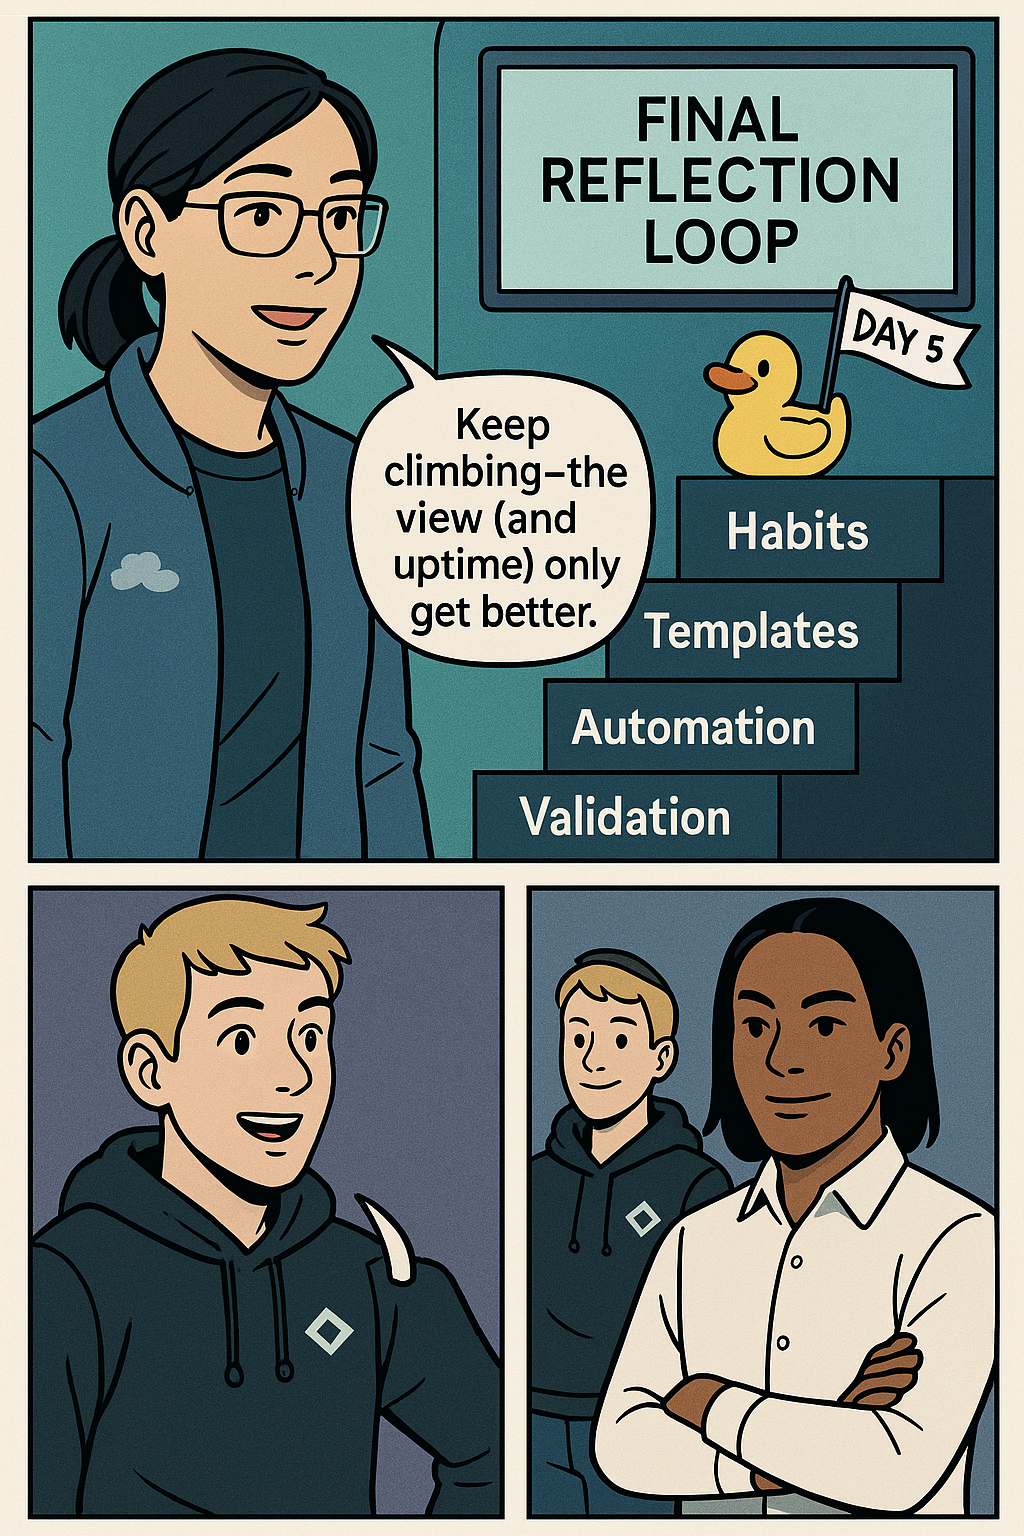 FINAL
REFLECTION
LOOP
DAY 5
Keep
climbing–the
view (and
uptime) only
get better.
Habits
Templates
Automation
Validation